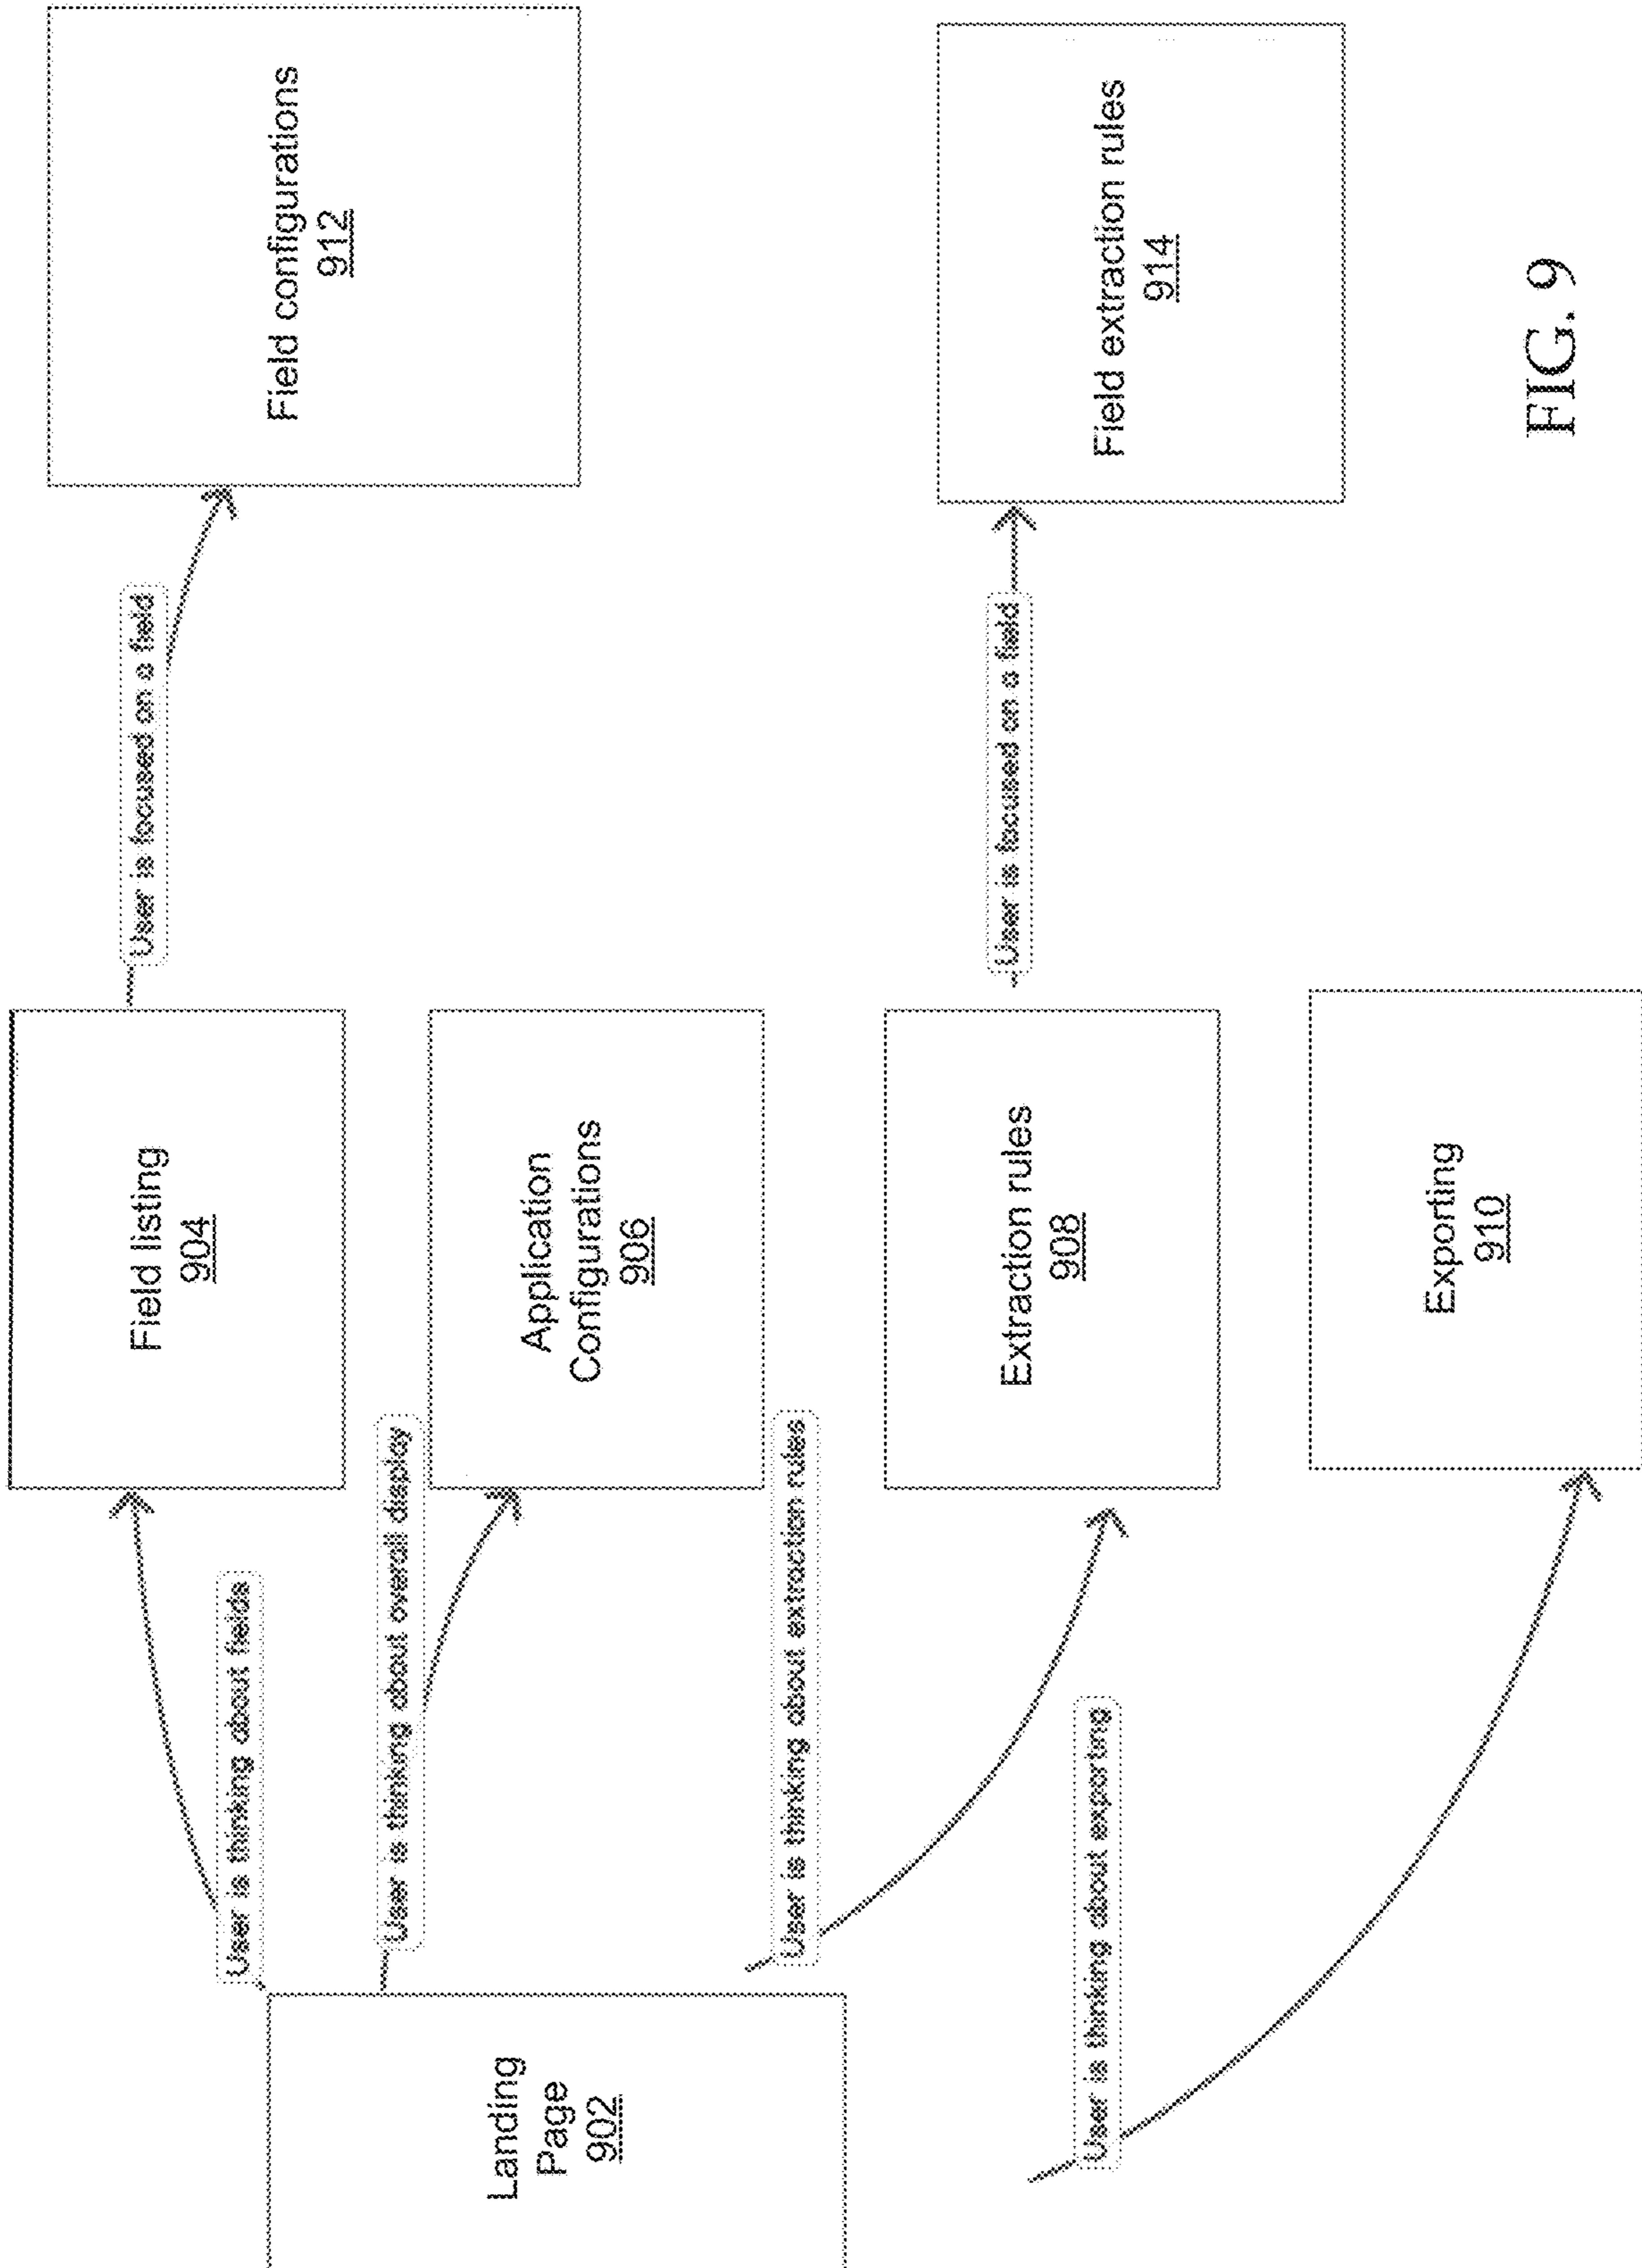 Landing
Page
902
User is thinking about fields
User is thinking about overall display
User is thinking about extraction rules
User is thinking about exporting
Field listing
904
Application
Configurations
906
Extraction rules
908
Exporting
910
User is focused on a field
User is focused on a field
Field configurations
912
Field extraction rules
914
FIG. 9